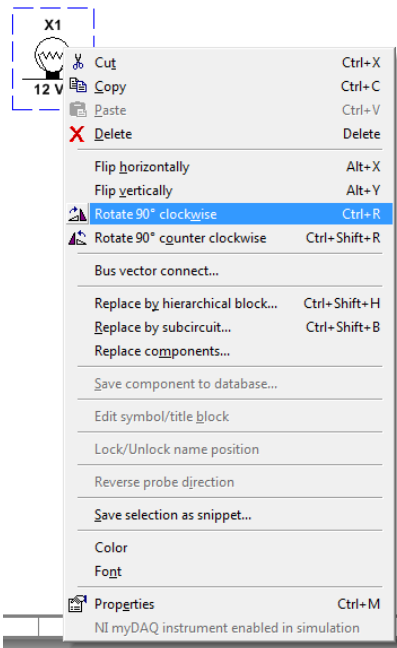 X1
12 V
Cut Ctrl+X
Copy Ctrl+C
Paste Ctrl+V
Delete Delete
Flip horizontally Alt+X
Flip vertically Alt+Y
Rotate 90° clockwise Ctrl+R
Rotate 90° counter clockwise Ctrl+Shift+R
Bus vector connect...
Replace by hierarchical block... Ctrl+Shift+H
Replace by subcircuit... Ctrl+Shift+B
Replace components...
Save component to database...
Edit symbol/title block
Lock/Unlock name position
Reverse probe direction
Save selection as snippet...
Color
Font
Properties Ctrl+M
NI myDAQ instrument enabled in simulation